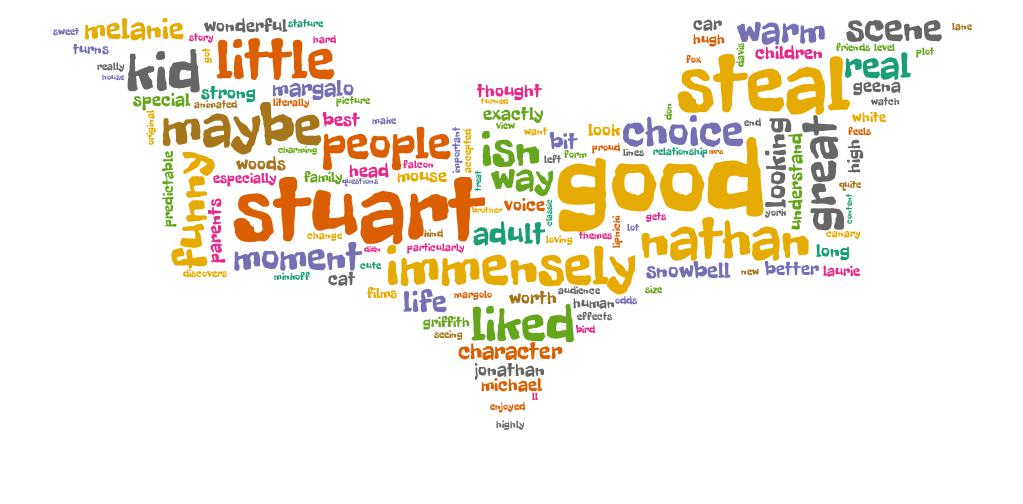 sweet
melanie
story
wonderful
stature
hard
turns
got
little
really
house
kid
special
animated
strong
literally
margalo
picture
original
maybe
charming
best
make
people
important
accepted
predictable
funny
woods
especially
family
questions
head
falcon
mouse
treat
parents
stuart
brother
change
kind
discovers
moment
minkoff
cat
didn
cute
particularly
immensely
thought
turned
exactly
view
want
isn
left
bit
form
way
voice
classic
adult
loving
themes
look
proud
choice
lines
relationship
mrs
end
don
good
lipnicki
lot
gets
york
car
hugh
fox
davis
warm
children
steal
scene
lane
friends
level
plot
real
geena
watch
white
feels
high
looking
understand
great
quite
content
canary
nathan
long
snowbell
new
better
laurie
size
films
life
margolo
worth
audience
human
odds
effects
griffith
seeing
liked
bird
character
jonathan
michael
ll
enjoyed
highly